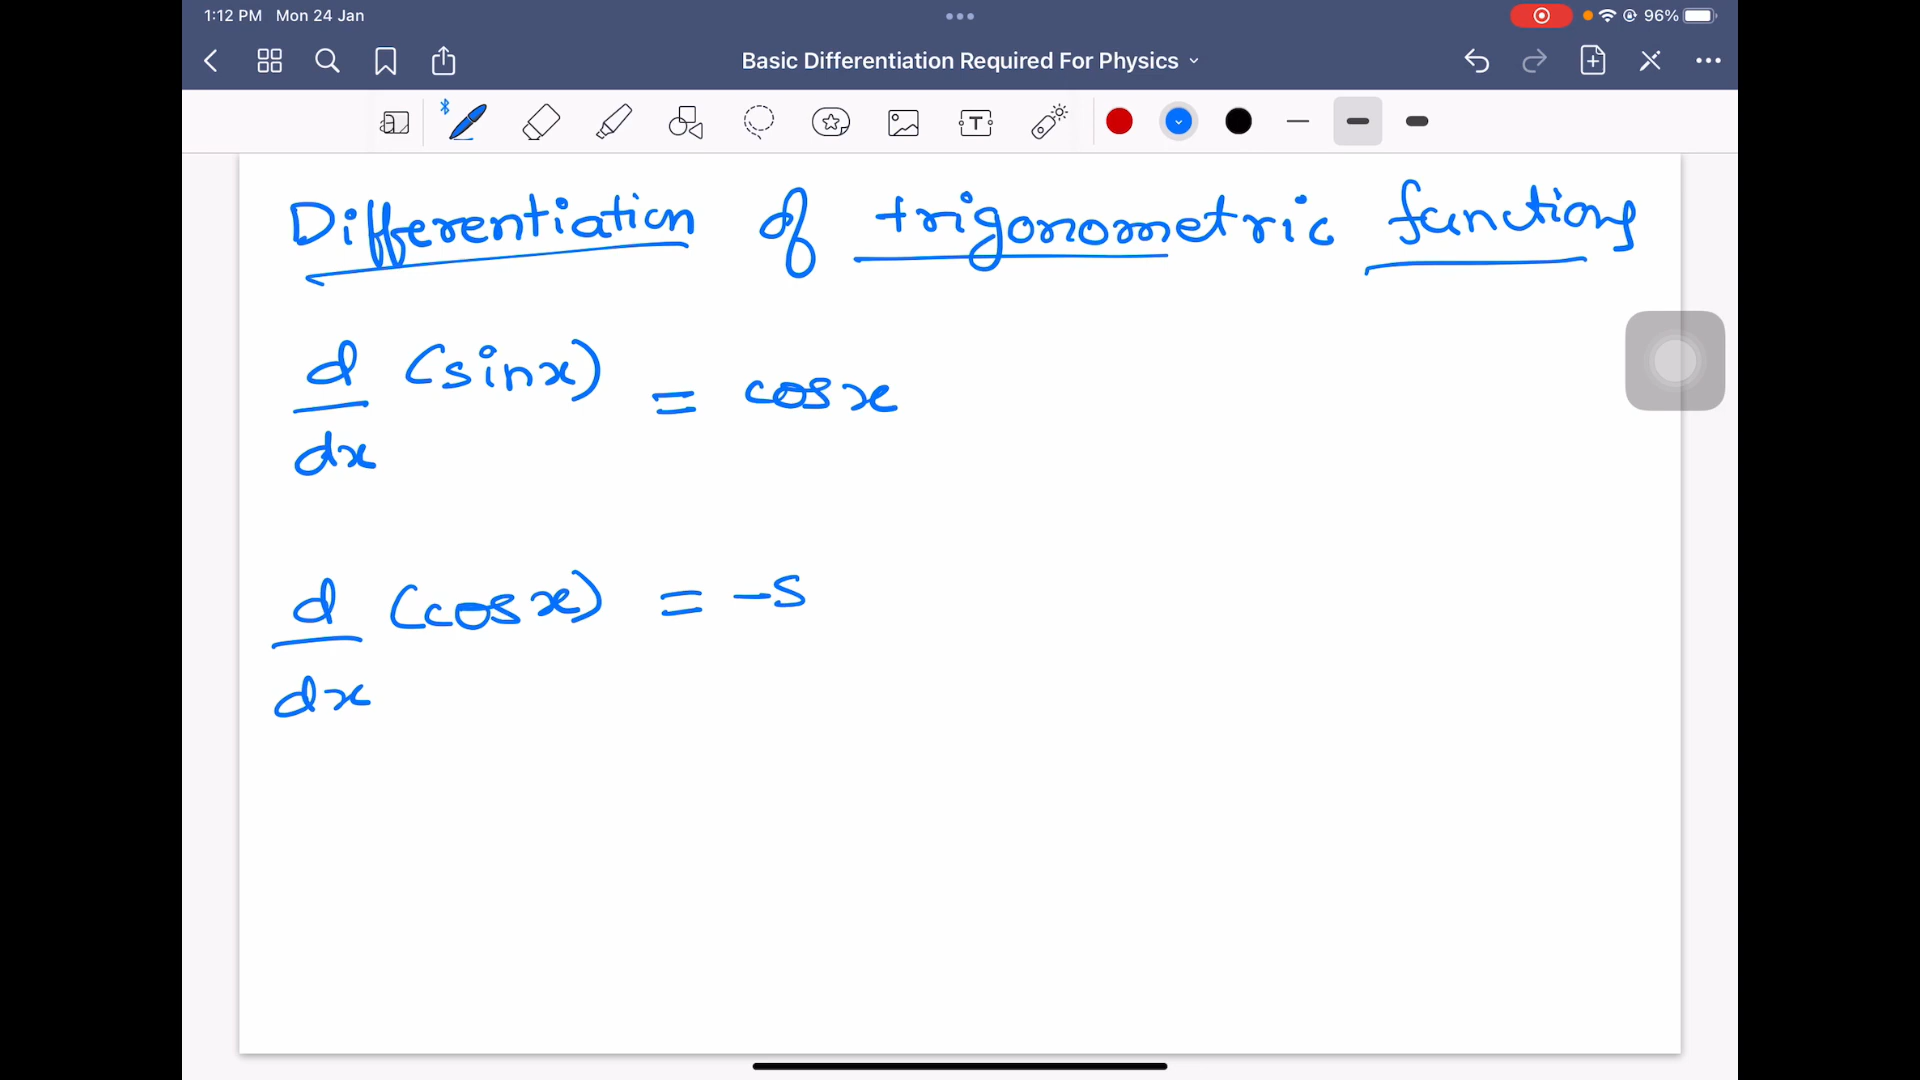 1:12 PM Mon 24 Jan
96%
Basic Differentiation Required For Physics
T
Differentiation of trigonometric functions
d/dx (sinx) = cosx
d/dx (cosx) = -s